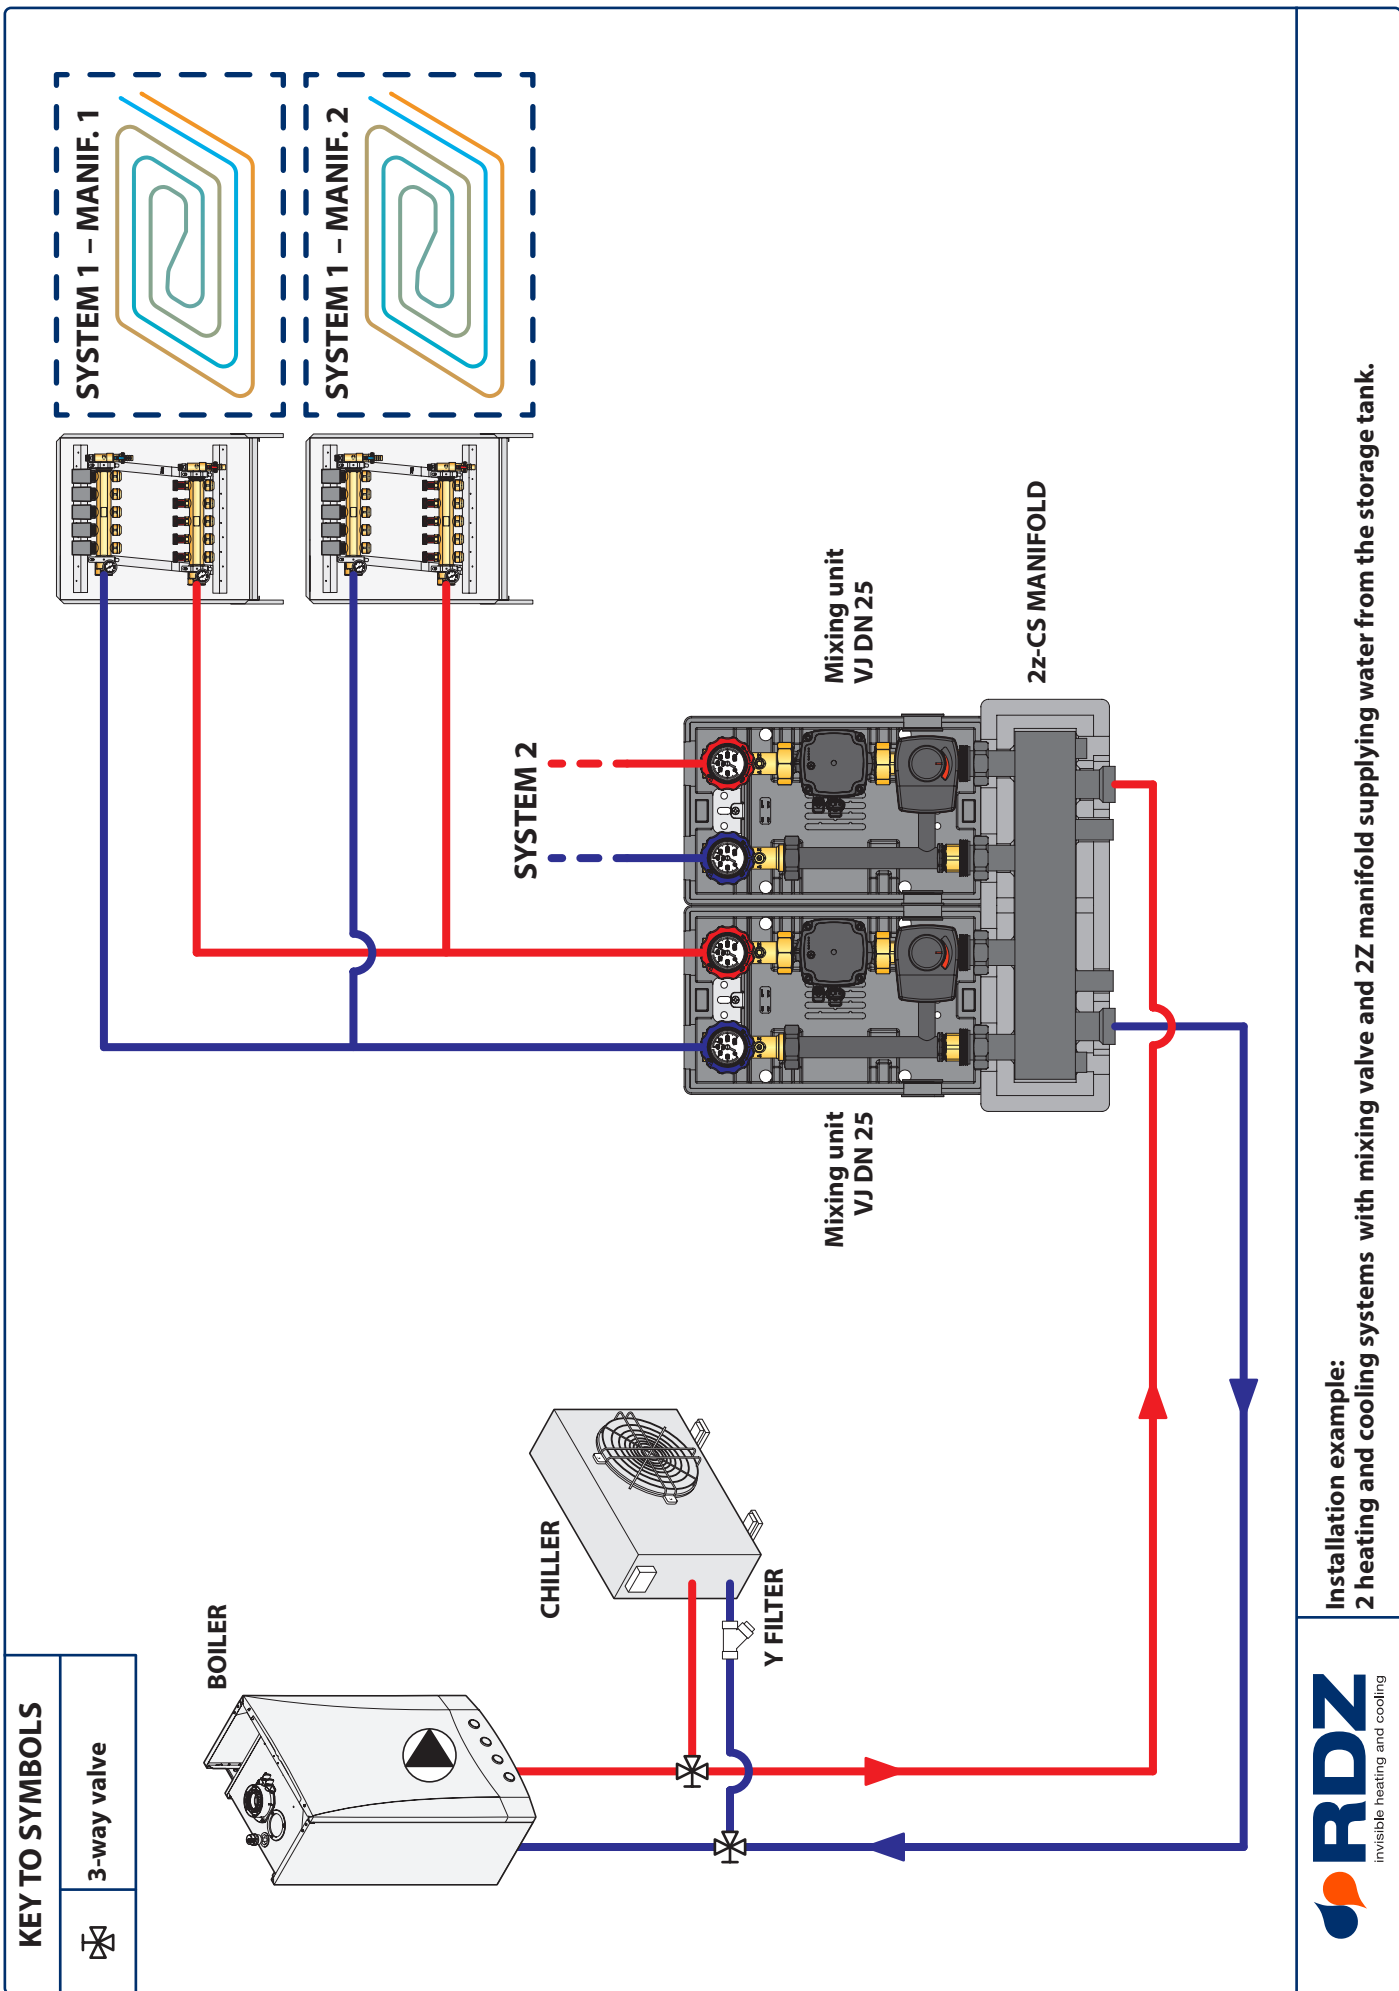 KEY TO SYMBOLS
3-way valve
BOILER
CHILLER
Y FILTER
SYSTEM 1 – MANIF. 1
SYSTEM 1 – MANIF. 2
SYSTEM 2
Mixing unit
VJ DN 25
Mixing unit
VJ DN 25
2z-CS MANIFOLD
RDZ
invisible heating and cooling
Installation example:
2 heating and cooling systems with mixing valve and 2Z manifold supplying water from the storage tank.